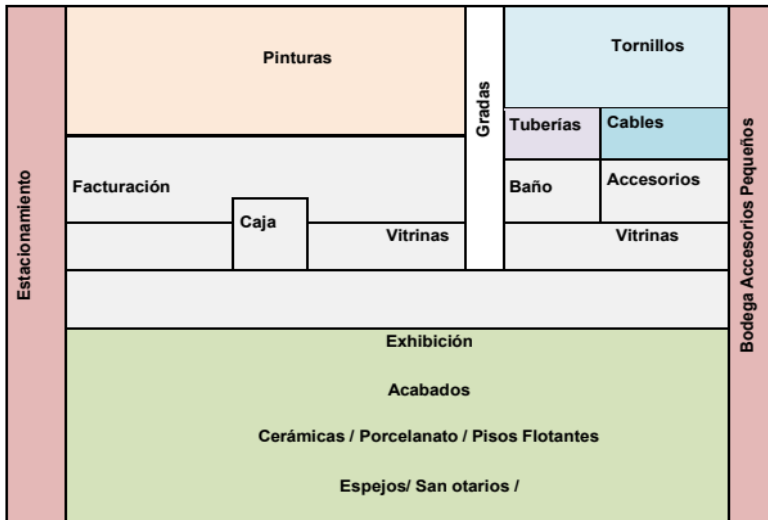 Estacionamiento
Pinturas
Facturación
Caja
Vitrinas
Gradas
Tornillos
Tuberías
Cables
Baño
Accesorios
Vitrinas
Bodega Accesorios Pequeños
Exhibición
Acabados
Cerámicas / Porcelanato / Pisos Flotantes
Espejos/ San otarios /